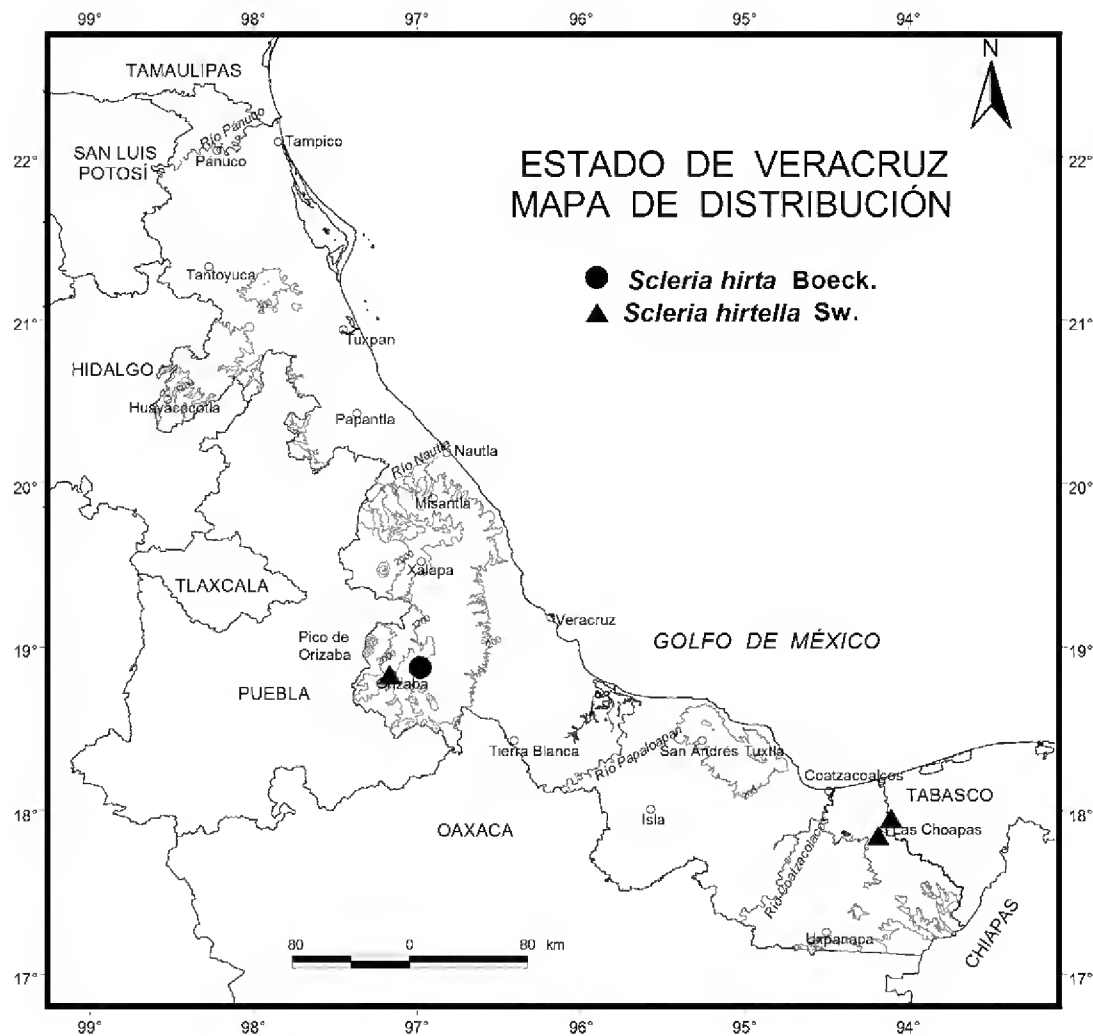 99° 98° 97° 96° 95° 94°
N
TAMAULIPAS
Río Pánuco
Tampico
SAN LUIS
POTOSÍ
Pánuco
22° 22°
ESTADO DE VERACRUZ
MAPA DE DISTRIBUCIÓN
Tantoyuca
Scleria hirta Boeck.
Scleria hirtella Sw.
21° 21°
Tuxpan
HIDALGO
Huayacocotla
Papantla
Río Nautla
Nautla
20° 20°
Misantla
2000
Xalapa
TLAXCALA
Veracruz
Pico de
Orizaba
GOLFO DE MÉXICO
19° 19°
Orizaba
PUEBLA
Tierra Blanca
Río Papaloapan
San Andrés Tuxtla
Coatzacoalcos
TABASCO
18° 18°
Isla
OAXACA
Las Choapas
Río Coatzacoalcos
CHIAPAS
Uxpanapa
80 0 80 km
17° 17°
99° 98° 97° 96° 95° 94°